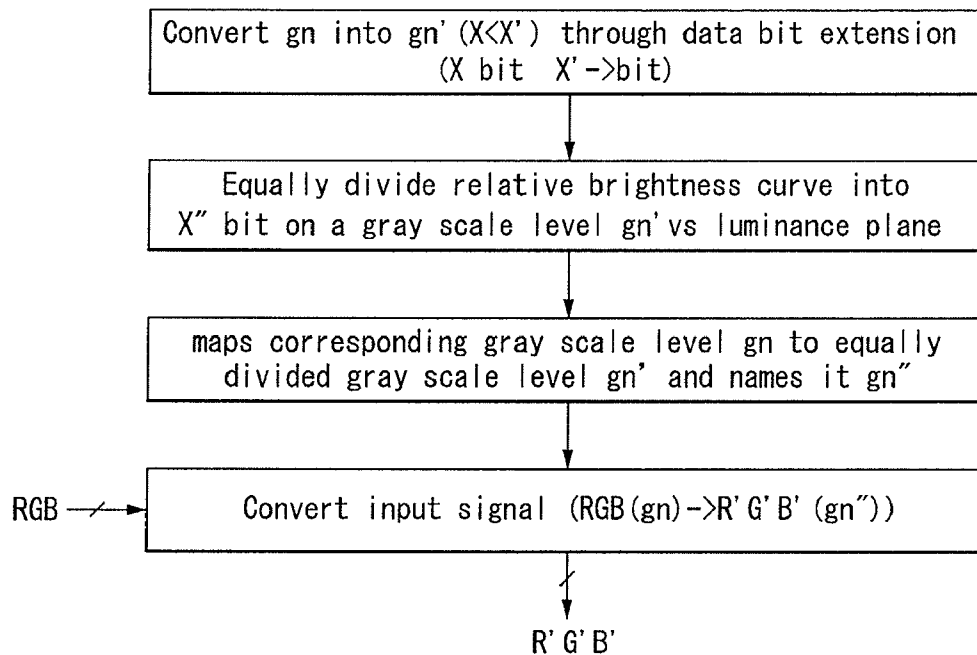 Convert gn into gn'(X<X') through data bit extension
(X bit X'->bit)
Equally divide relative brightness curve into
X" bit on a gray scale level gn'vs luminance plane
maps corresponding gray scale level gn to equally
divided gray scale level gn' and names it gn"
RGB
Convert input signal (RGB(gn)->R'G'B'(gn"))
R'G'B'